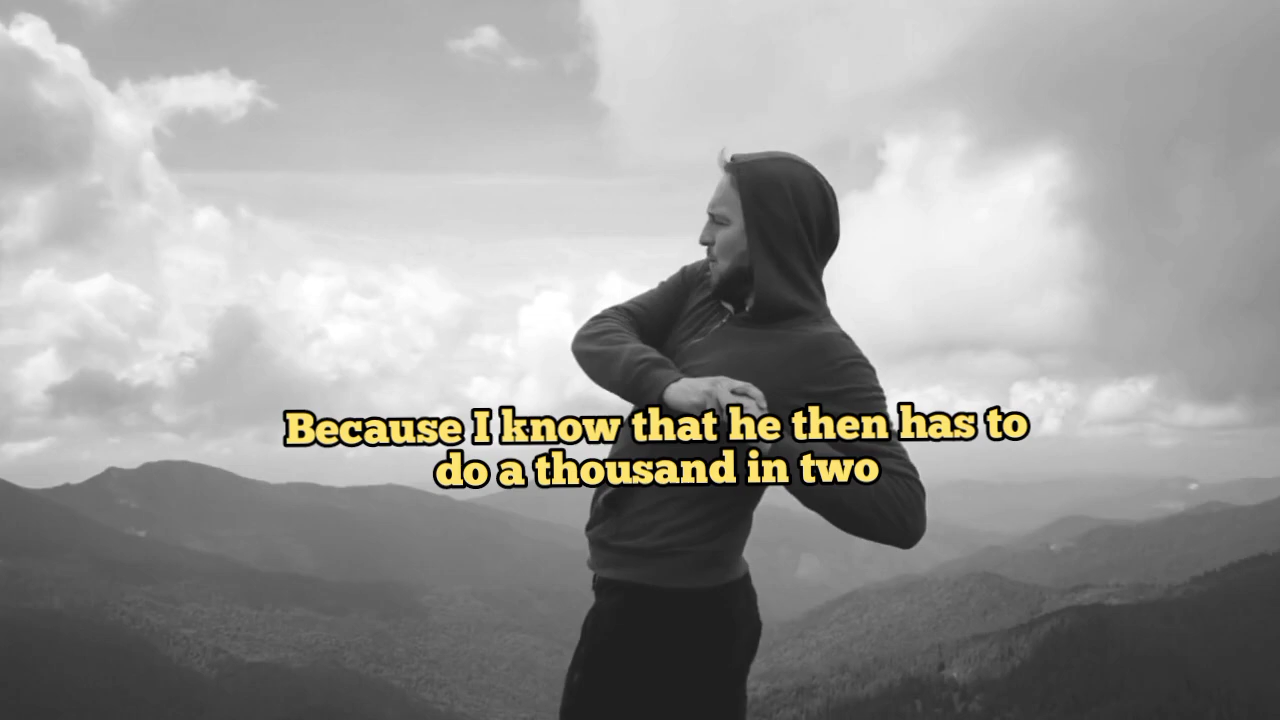 Because I know that he then has to
do a thousand in two